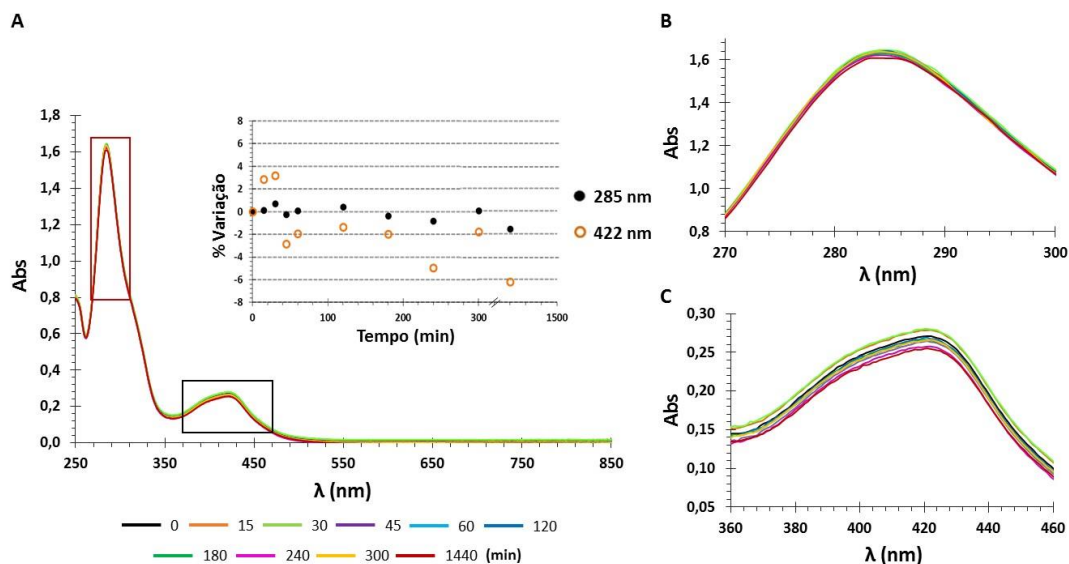 A
Abs
1,8
1,6
1,4
1,2
1,0
0,8
0,6
0,4
0,2
0,0
250 350 450 550 650 750 850
λ (nm)
% Variação
8
6
4
2
0
-2
-4
-6
-8
0 100 200 300 1500
Tempo (min)
285 nm
422 nm
0 15 30 45 60 120
180 240 300 1440 (min)
B
Abs
1,6
1,4
1,2
1,0
0,8
270 280 290 300
λ (nm)
C
Abs
0,30
0,25
0,20
0,15
0,10
0,05
360 380 400 420 440 460
λ (nm)